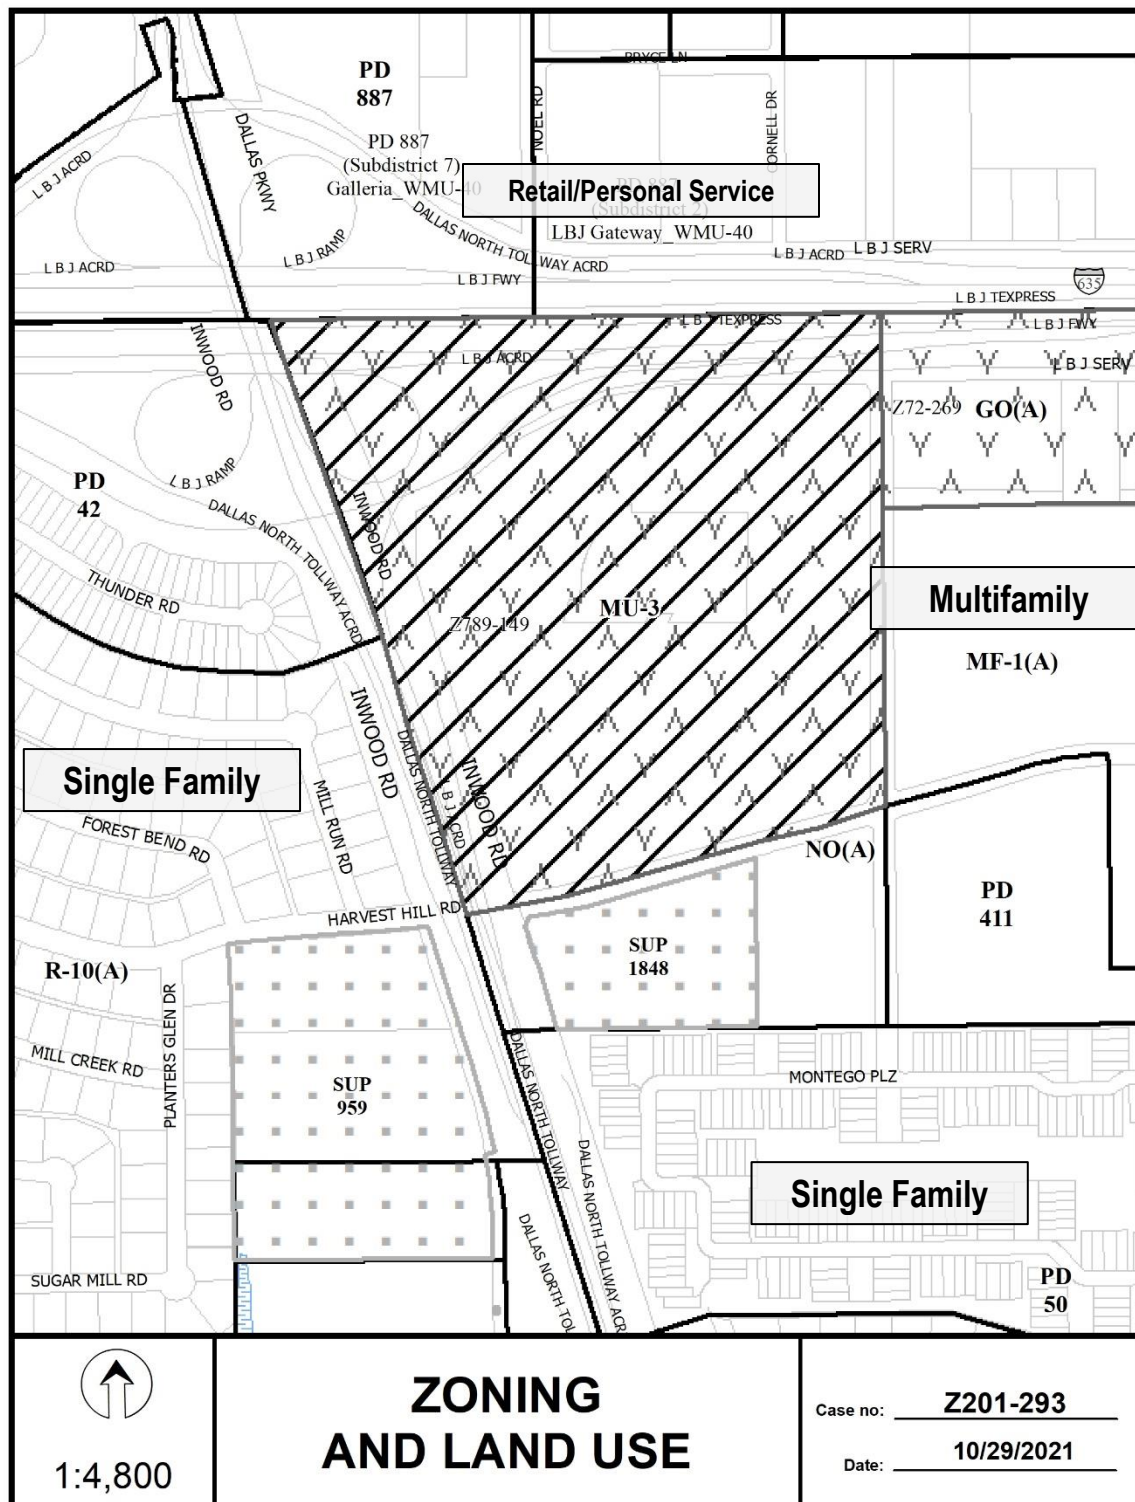 BRYCE LN
PD
887
NOEL RD
CORNELL DR
DALLAS PKWY
L B J ACRD
PD 887
(Subdistrict 7)
Galleria_WMU-40
Retail/Personal Service
PD 887
(Subdistrict 2)
LBJ Gateway_WMU-40
DALLAS NORTH TOLLWAY ACRD
L B J RAMP
L B J ACRD
L B J SERV
L B J ACRD
L B J FWY
635
L B J TEXPRESS
L B J TEXPRESS
L B J FWY
INWOOD RD
L B J ACRD
L B J SERV
Z72-269
GO(A)
L B J RAMP
PD
42
DALLAS NORTH TOLLWAY ACRD
INWOOD RD
THUNDER RD
Z789-149
MU-3
Multifamily
MF-1(A)
INWOOD RD
DALLAS NORTH TOLLWAY
Single Family
INWOOD RD
L B J ACRD
MILL RUN RD
FOREST BEND RD
NO(A)
PD
411
HARVEST HILL RD
SUP
1848
R-10(A)
PLANTERS GLEN DR
MILL CREEK RD
DALLAS NORTH TOLLWAY
MONTEGO PLZ
SUP
959
DALLAS NORTH TOLLWAY ACR
Single Family
DALLAS NORTH TOL
SUGAR MILL RD
PD
50
1:4,800
ZONING
AND LAND USE
Case no: Z201-293
Date: 10/29/2021